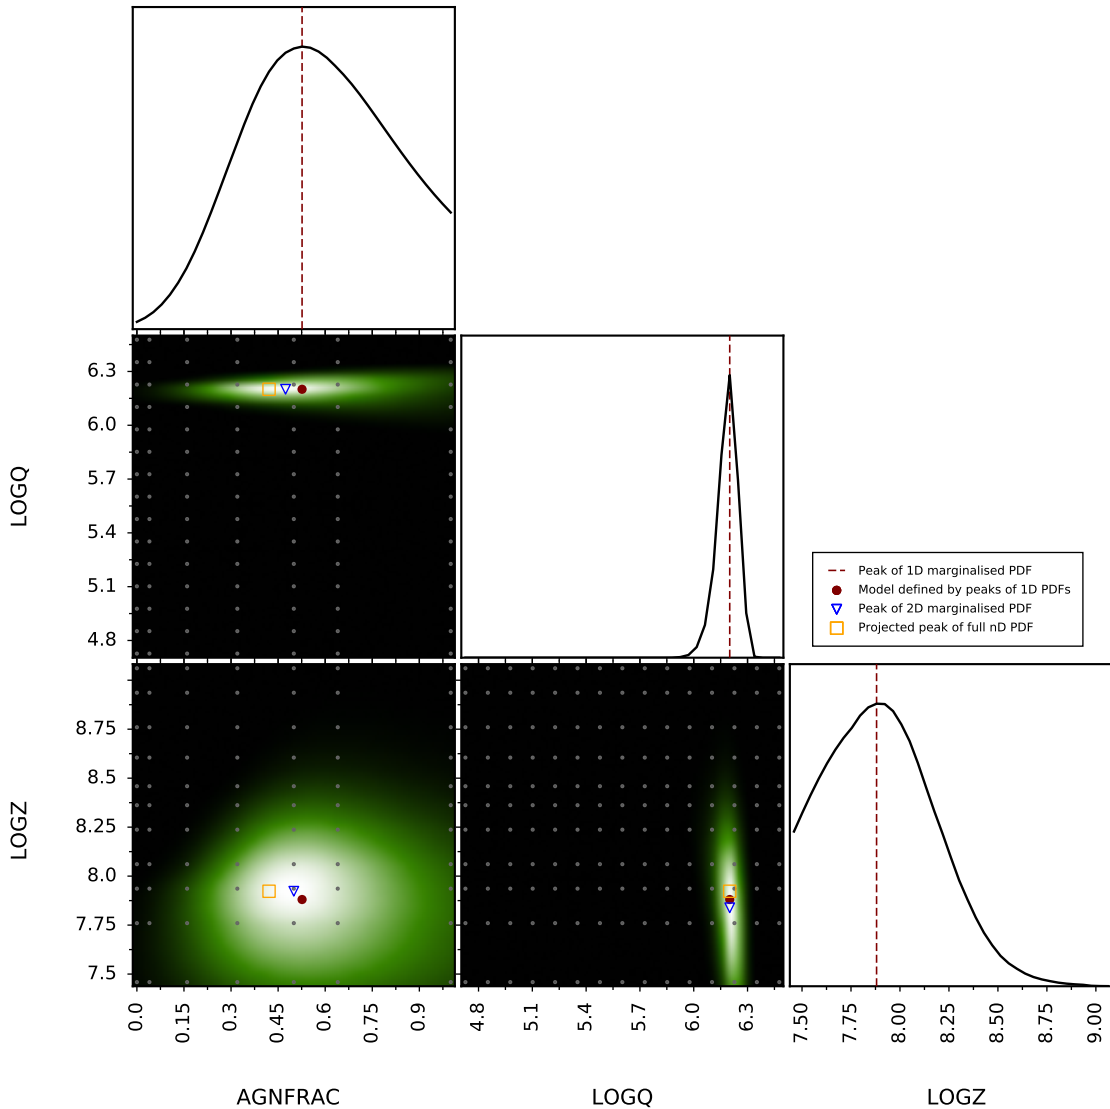 6.3
6.0
5.7
5.4
5.1
4.8
LOGQ
Peak of 1D marginalised PDF
Model defined by peaks of 1D PDFs
Peak of 2D marginalised PDF
Projected peak of full nD PDF
8.75
8.5
8.25
8.0
7.75
7.5
LOGZ
0.0 0.15 0.3 0.45 0.6 0.75 0.9
4.8 5.1 5.4 5.7 6.0 6.3
7.50 7.75 8.00 8.25 8.50 8.75 9.00
AGNFRAC
LOGQ
LOGZ